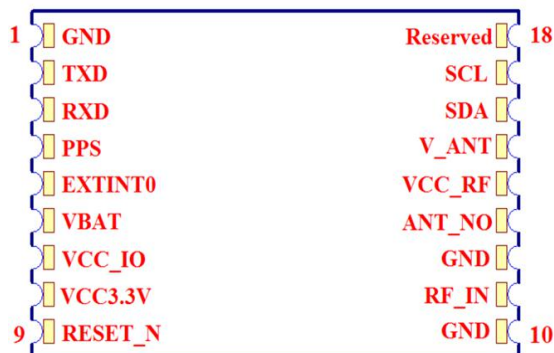 1 GND Reserved 18
TXD SCL
RXD SDA
PPS V_ANT
EXTINT0 VCC_RF
VBAT ANT_NO
VCC_IO GND
VCC3.3V RF_IN
9 RESET_N GND 10